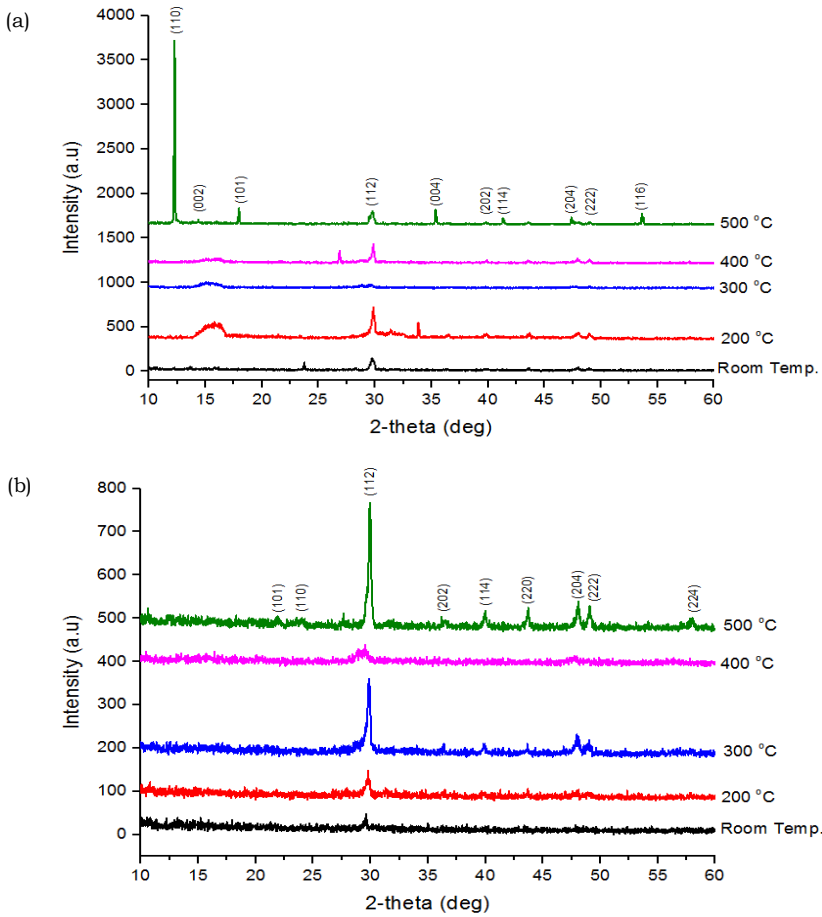 (a)
Intensity (a.u)
4000
3500
3000
2500
2000
1500
1000
500
0
(110)
(002)
(101)
(112)
(004)
(202)
(114)
(204)
(222)
(116)
500 °C
400 °C
300 °C
200 °C
Room Temp.
10 15 20 25 30 35 40 45 50 55 60
2-theta (deg)
(b)
Intensity (a.u)
800
700
600
500
400
300
200
100
0
(101)
(110)
(112)
(202)
(114)
(220)
(204)
(222)
(224)
500 °C
400 °C
300 °C
200 °C
Room Temp.
10 15 20 25 30 35 40 45 50 55 60
2-theta (deg)